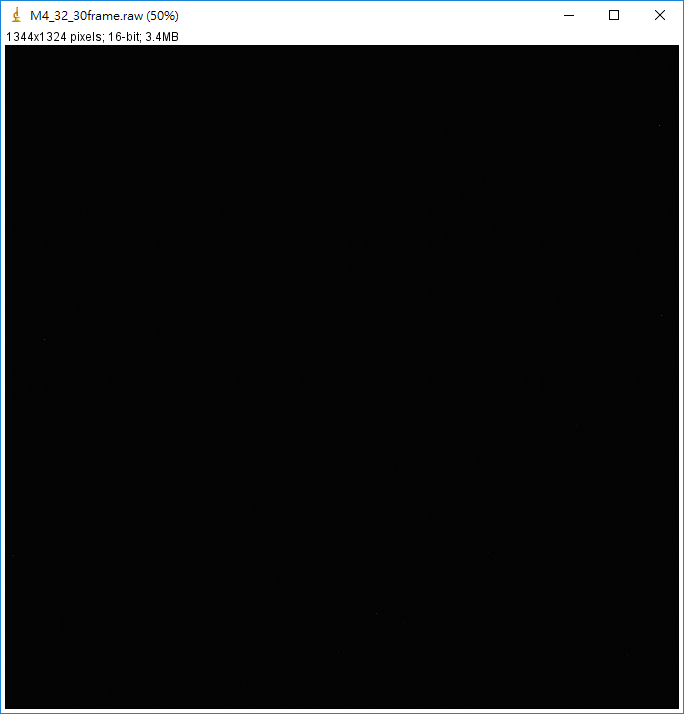 M4_32_30frame.raw (50%)
1344x1324 pixels; 16-bit; 3.4MB